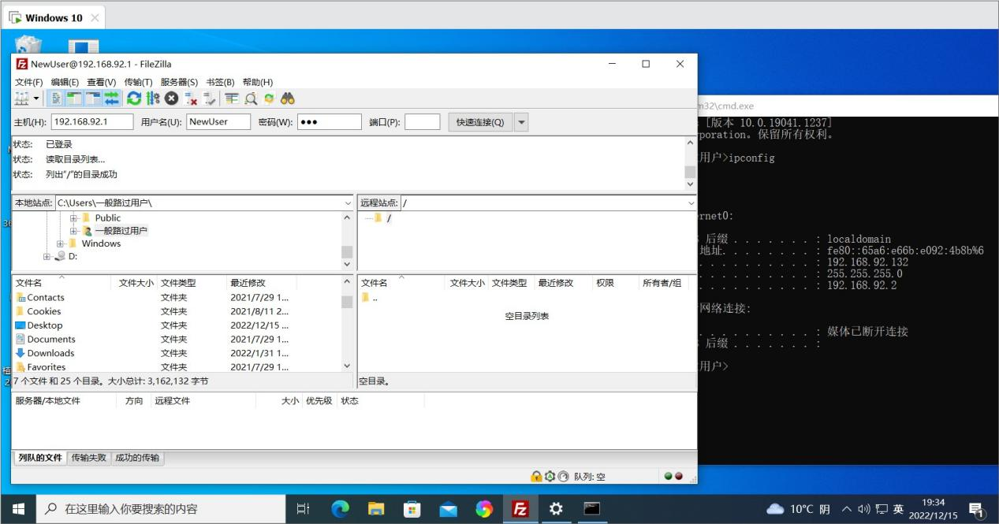 Windows 10
NewUser@192.168.92.1 - FileZilla
文件(F) 编辑(E) 查看(V) 传输(T) 服务器(S) 书签(B) 帮助(H)
主机(H): 192.168.92.1 用户名(U): NewUser 密码(W): ●●● 端口(P): 快速连接(Q)
状态: 已登录
状态: 读取目录列表...
状态: 列出"/"的目录成功
本地站点: C:\Users\一般路过用户\
Public
一般路过用户
Windows
D:
远程站点: /
/
文件名 文件大小 文件类型 最近修改
Contacts 文件夹 2021/7/29 1...
Cookies 文件夹 2021/8/11 2...
Desktop 文件夹 2022/12/15 ...
Documents 文件夹 2021/7/29 1...
Downloads 文件夹 2022/1/31 1...
Favorites 文件夹 2021/7/29 1...
7 个文件 和 25 个目录。大小总计: 3,162,132 字节
文件名 文件大小 文件类型 最近修改 权限 所有者/组
..
空目录列表
空目录。
服务器/本地文件 方向 远程文件 大小 优先级 状态
列队的文件 传输失败 成功的传输
队列: 空
m32\cmd.exe
[版本 10.0.19041.1237]
rporation。保留所有权利。
用户>ipconfig
rnet0:
后缀 . . . . . . . : localdomain
地址. . . . . . . . : fe80::65a6:e66b:e092:4b8b%6
. . . . . . . . . . : 192.168.92.132
. . . . . . . . . . : 255.255.255.0
. . . . . . . . . . : 192.168.92.2
网络连接:
. . . . . . . . . . : 媒体已断开连接
后缀 . . . . . . . :
用户>
在这里输入你要搜索的内容
10°C 阴
英
19:34
2022/12/15
1